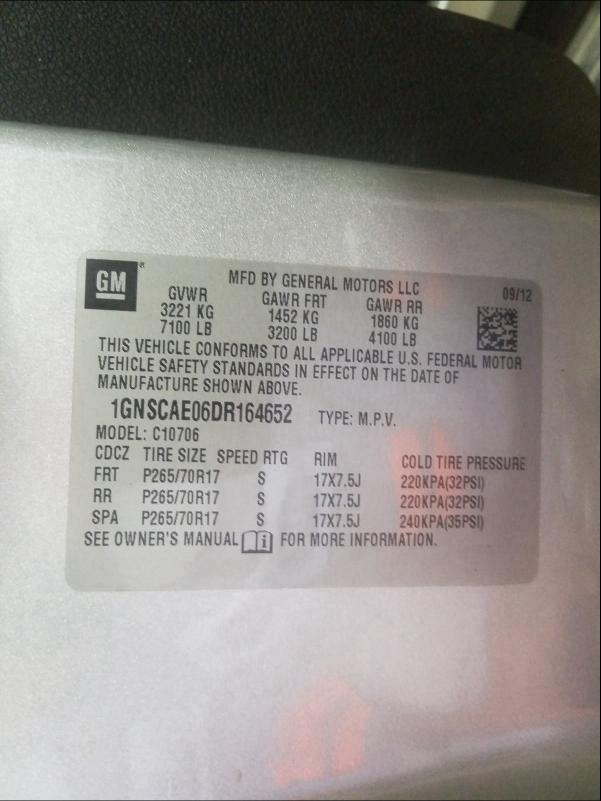 GM
MFD BY GENERAL MOTORS LLC
09/12
GVWR GAWR FRT GAWR RR
3221 KG 1452 KG 1860 KG
7100 LB 3200 LB 4100 LB
THIS VEHICLE CONFORMS TO ALL APPLICABLE U.S. FEDERAL MOTOR
VEHICLE SAFETY STANDARDS IN EFFECT ON THE DATE OF
MANUFACTURE SHOWN ABOVE.
1GNSCAE06DR164652 TYPE: M.P.V.
MODEL: C10706
CDCZ TIRE SIZE SPEED RTG RIM COLD TIRE PRESSURE
FRT P265/70R17 S 17X7.5J 220KPA(32PSI)
RR P265/70R17 S 17X7.5J 220KPA(32PSI)
SPA P265/70R17 S 17X7.5J 240KPA(35PSI)
SEE OWNER'S MANUAL i FOR MORE INFORMATION.